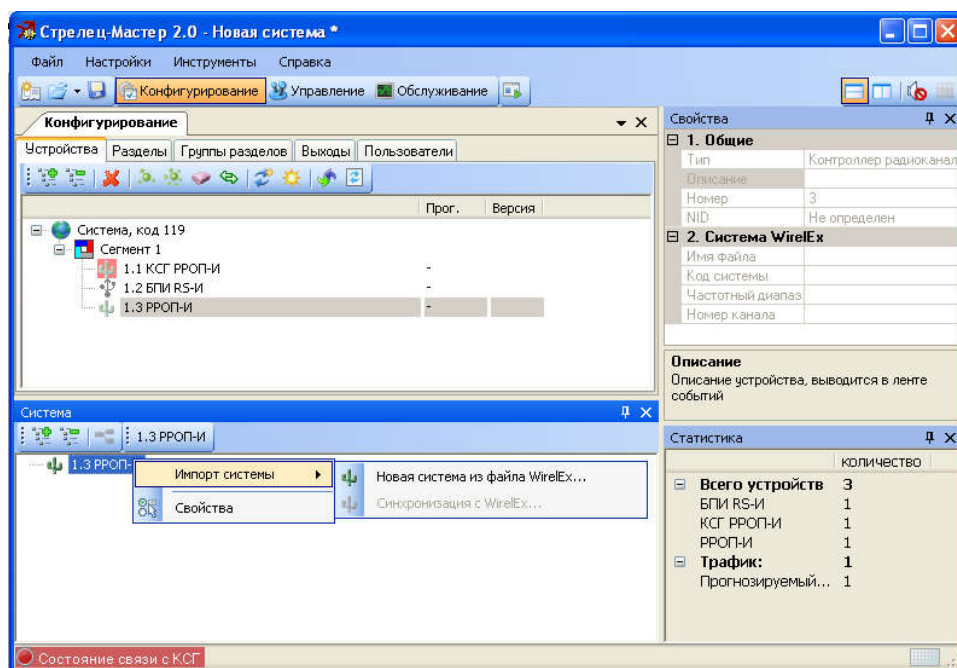 Стрелец-Мастер 2.0 - Новая система *
Файл Настройки Инструменты Справка
Конфигурирование Управление Обслуживание
Конфигурирование
Устройства Разделы Группы разделов Выходы Пользователи
Прог. Версия
Система, код 119
Сегмент 1
1.1 КСГ РРОП-И -
1.2 БПИ RS-И -
1.3 РРОП-И -
Система
1.3 РРОП-И
1.3 РРОП-
Импорт системы
Свойства
Новая система из файла WirelEx...
Синхронизация с WirelEx...
Состояние связи с КСГ
Свойства
1. Общие
Тип Контроллер радиоканал
Описание
Номер 3
NID Не определен
2. Система WirelEx
Имя файла
Код системы
Частотный диапаз
Номер канала
Описание
Описание устройства, выводится в ленте
событий
Статистика
количество
Всего устройств 3
БПИ RS-И 1
КСГ РРОП-И 1
РРОП-И 1
Трафик: 1
Прогнозируемый... 1